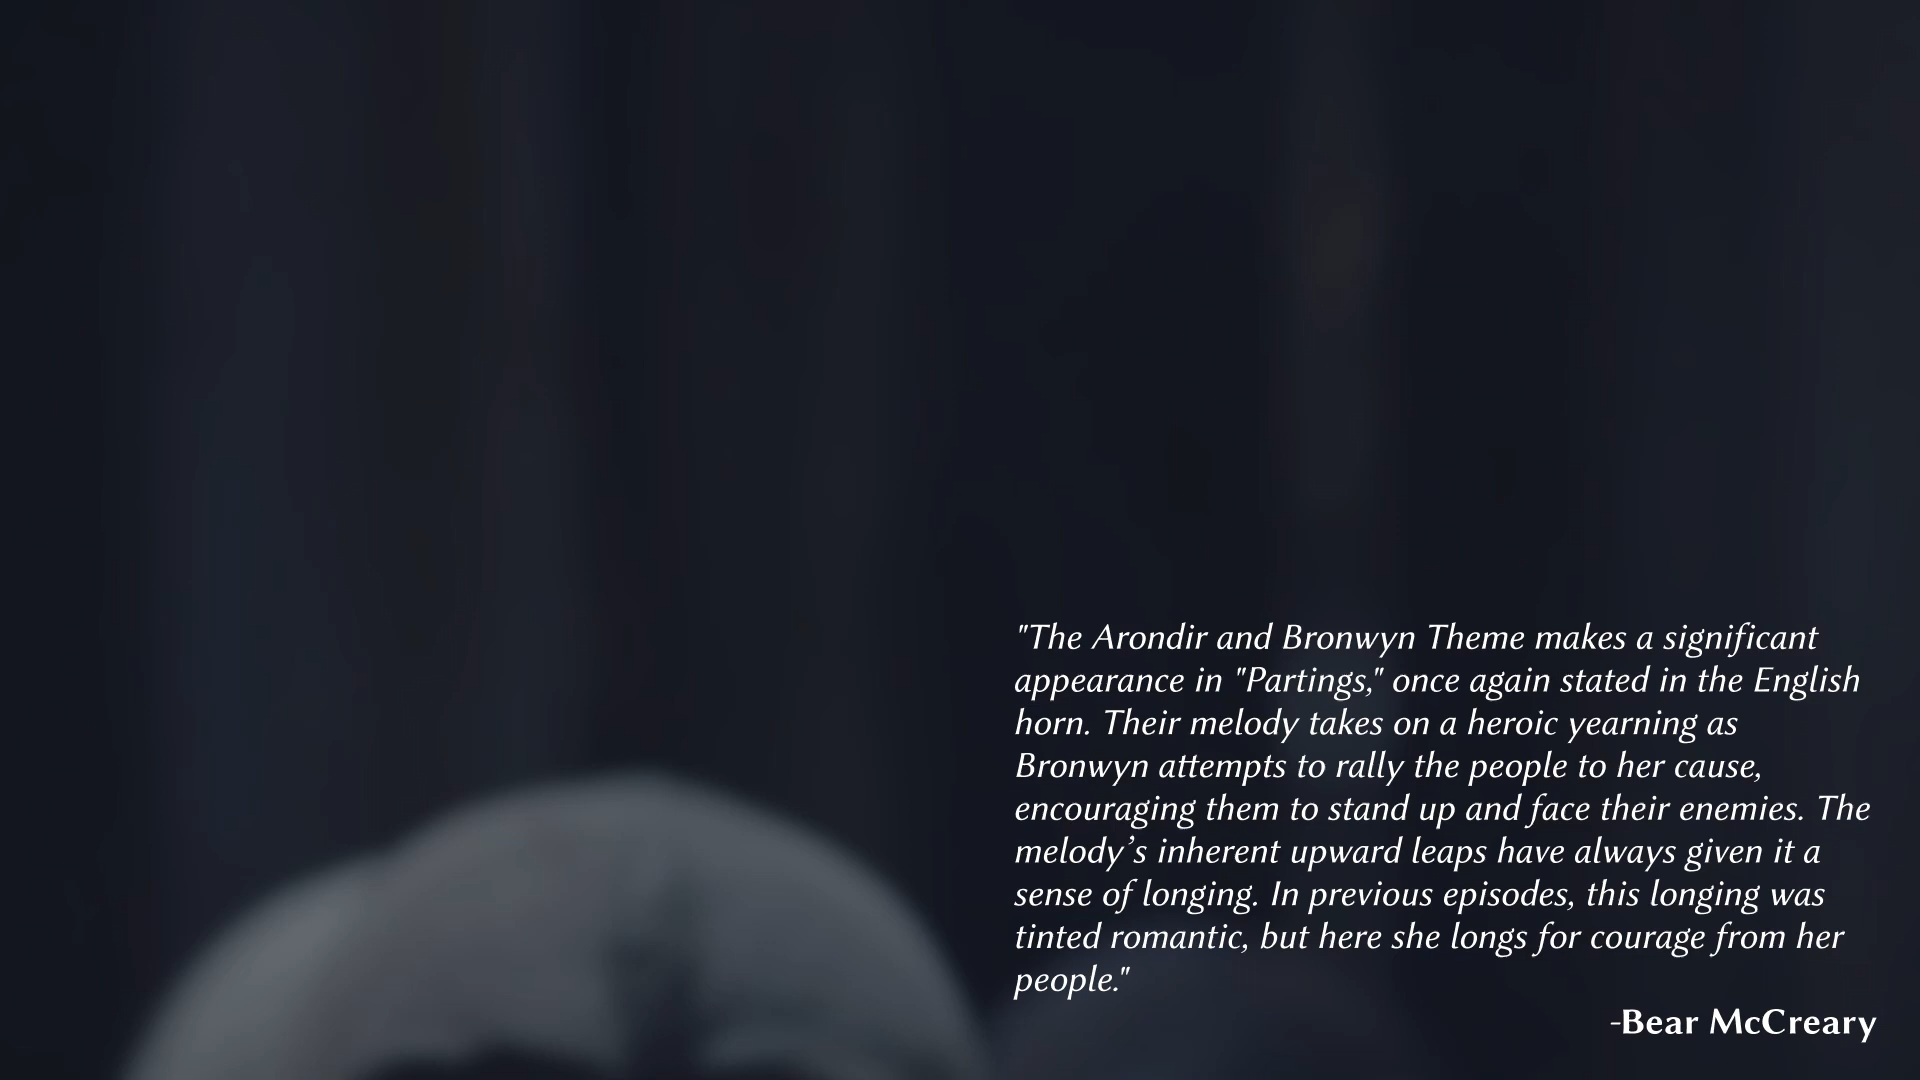 "The Arondir and Bronwyn Theme makes a significant
appearance in "Partings," once again stated in the English
horn. Their melody takes on a heroic yearning as
Bronwyn attempts to rally the people to her cause,
encouraging them to stand up and face their enemies. The
melody’s inherent upward leaps have always given it a
sense of longing. In previous episodes, this longing was
tinted romantic, but here she longs for courage from her
people."
-Bear McCreary